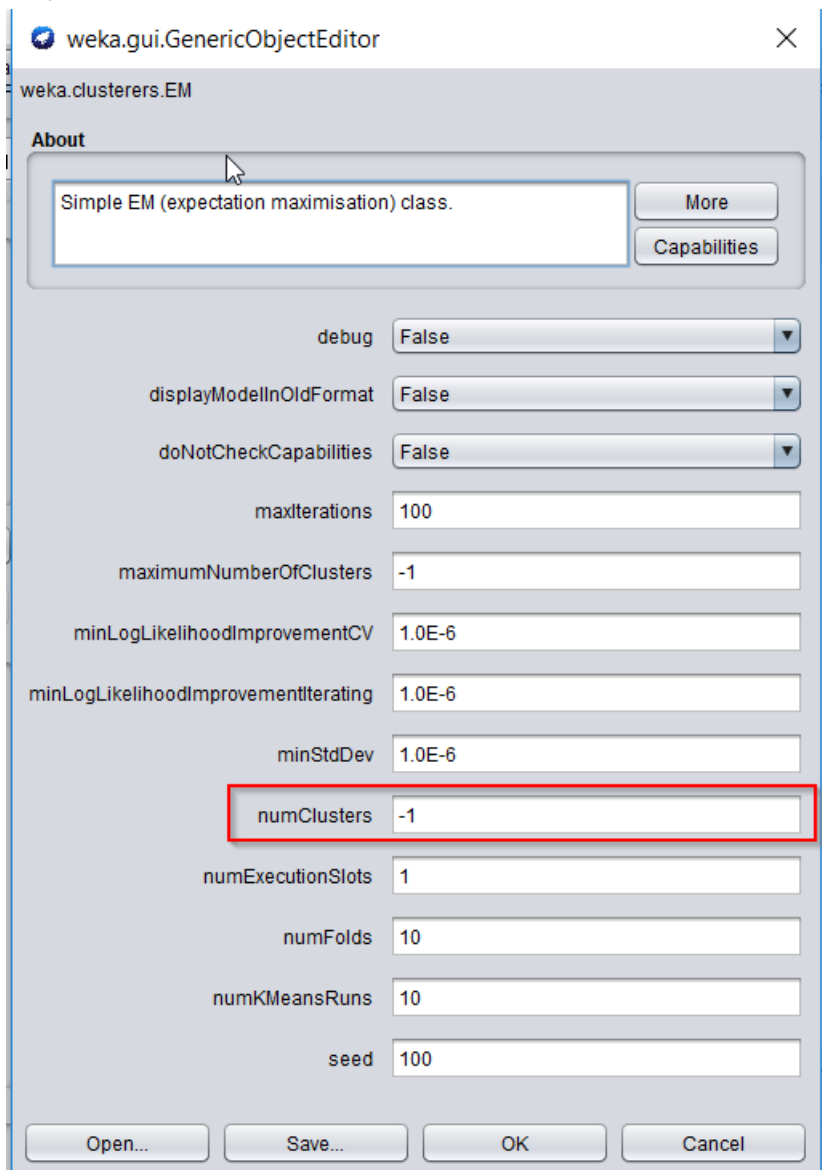 weka.gui.GenericObjectEditor
weka.clusterers.EM
About
Simple EM (expectation maximisation) class.
More
Capabilities
debug False
displayModelInOldFormat False
doNotCheckCapabilities False
maxIterations 100
maximumNumberOfClusters -1
minLogLikelihoodImprovementCV 1.0E-6
minLogLikelihoodImprovementIterating 1.0E-6
minStdDev 1.0E-6
numClusters -1
numExecutionSlots 1
numFolds 10
numKMeansRuns 10
seed 100
Open... Save... OK Cancel